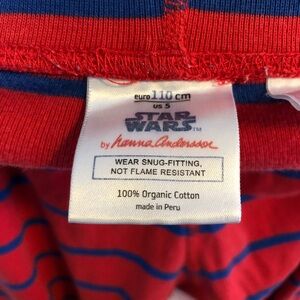 euro 110 cm
US 5
STAR
WARS™
by hanna andersson
WEAR SNUG-FITTING,
NOT FLAME RESISTANT
100% Organic Cotton
made in Peru